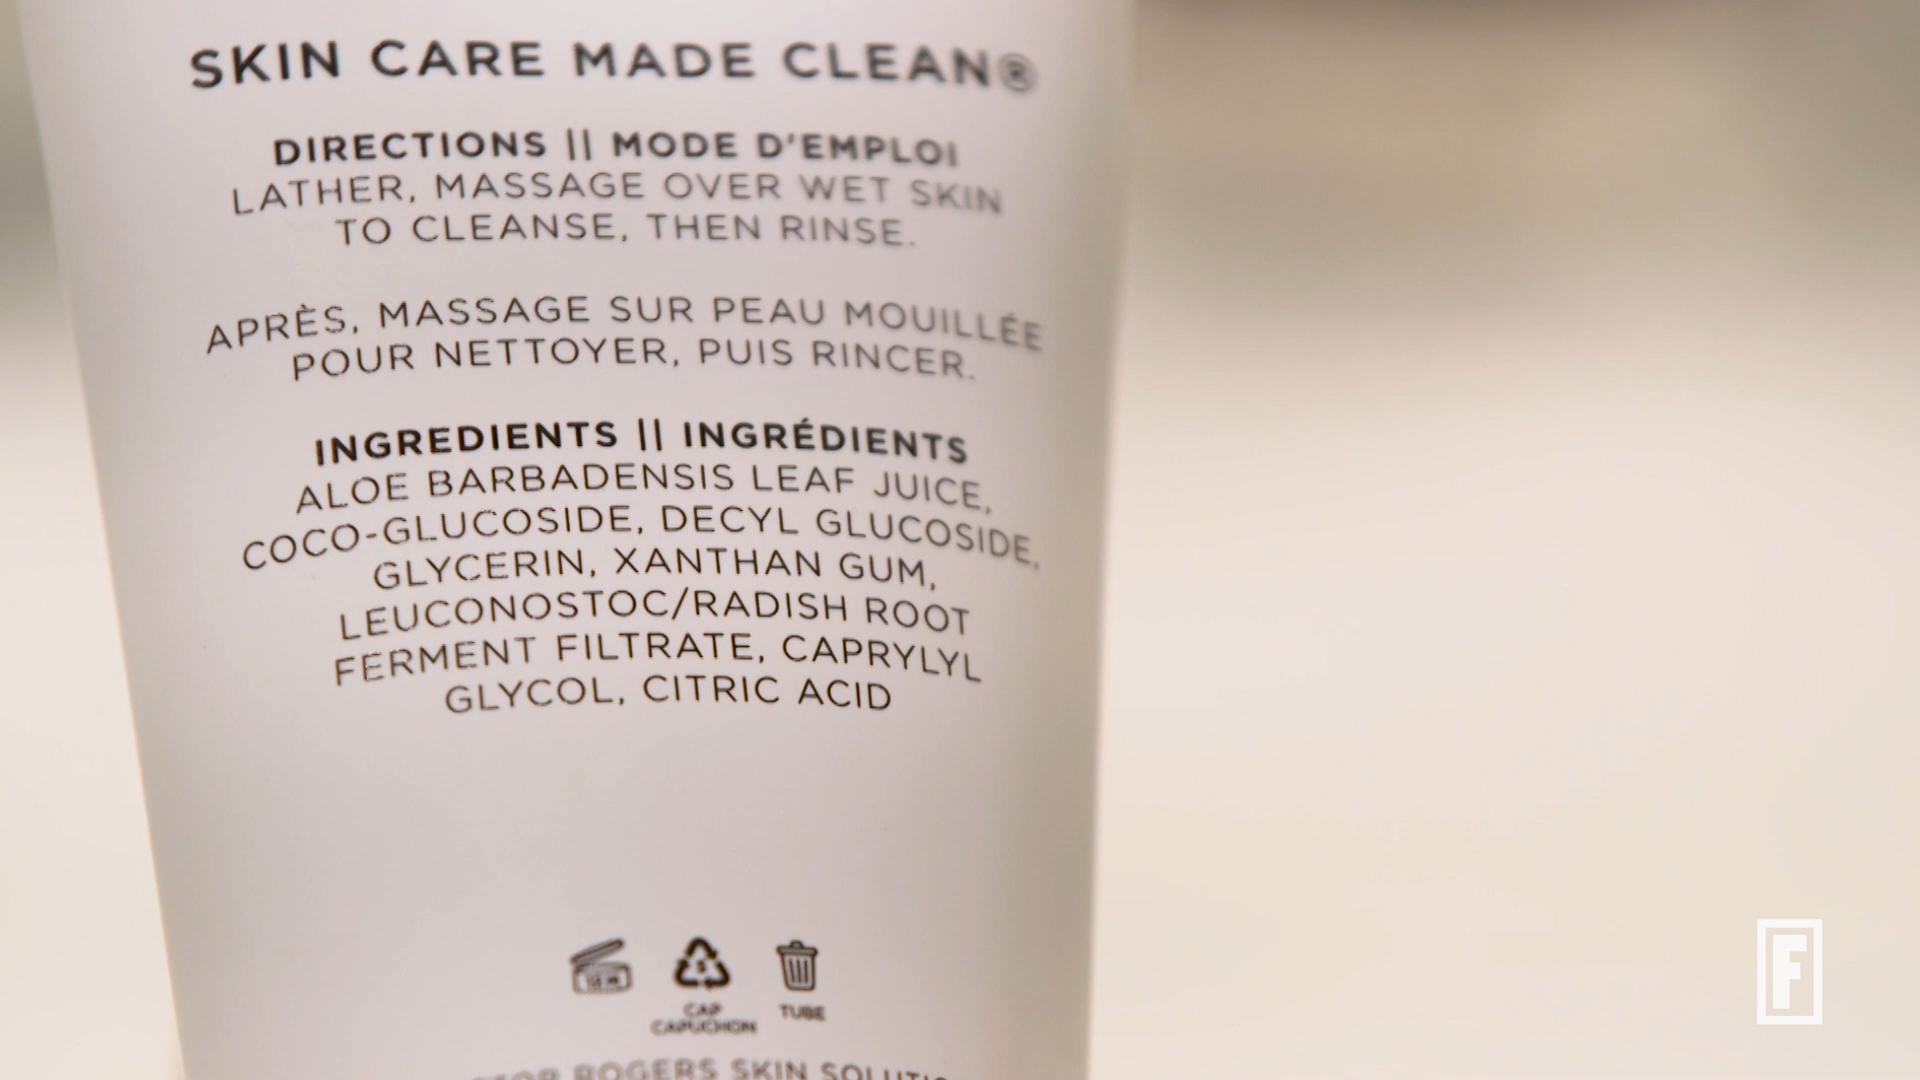 SKIN CARE MADE CLEAN®
DIRECTIONS || MODE D'EMPLOI
LATHER, MASSAGE OVER WET SKIN
TO CLEANSE, THEN RINSE.
APRÈS, MASSAGE SUR PEAU MOUILLÉE
POUR NETTOYER, PUIS RINCER.
INGREDIENTS || INGRÉDIENTS
ALOE BARBADENSIS LEAF JUICE,
COCO-GLUCOSIDE, DECYL GLUCOSIDE,
GLYCERIN, XANTHAN GUM,
LEUCONOSTOC/RADISH ROOT
FERMENT FILTRATE, CAPRYLYL
GLYCOL, CITRIC ACID
CAP TUBE
CAPUCHON
ROGERS SKIN
F